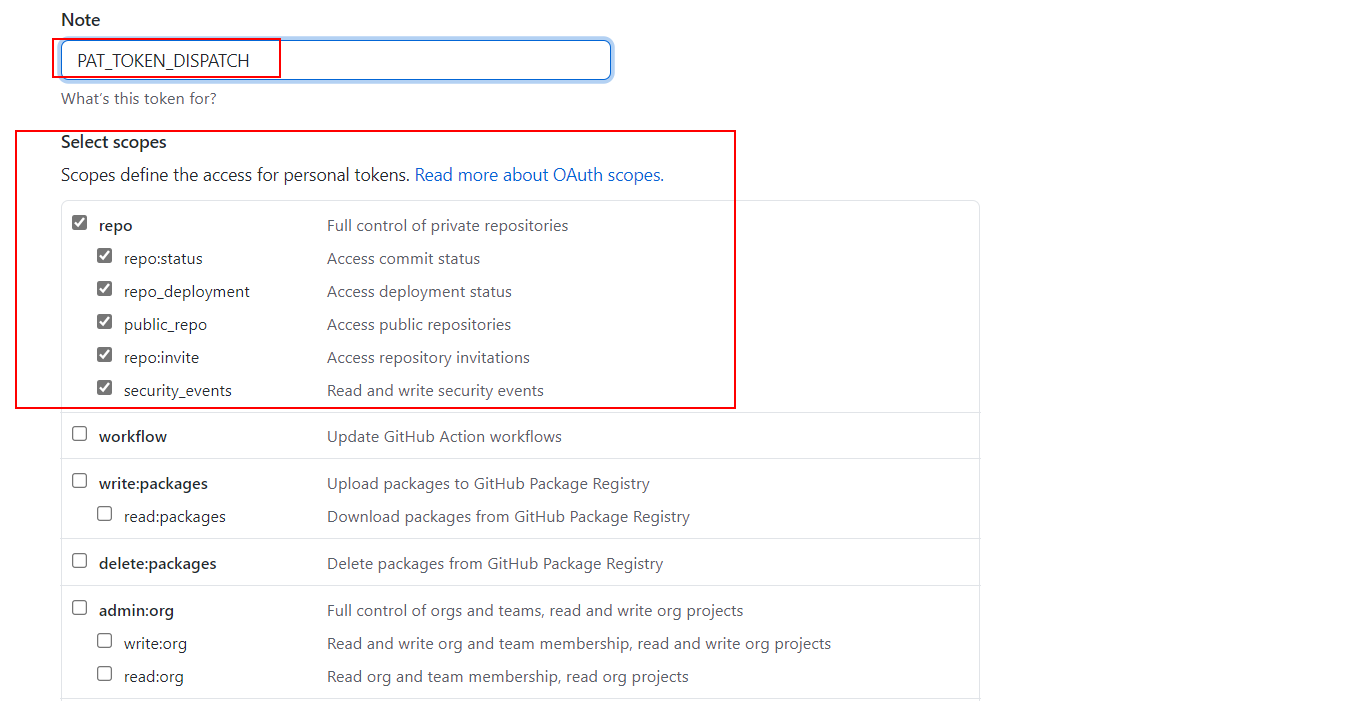 Note
PAT_TOKEN_DISPATCH
What's this token for?
Select scopes
Scopes define the access for personal tokens. Read more about OAuth scopes.
repo Full control of private repositories
repo:status Access commit status
repo_deployment Access deployment status
public_repo Access public repositories
repo:invite Access repository invitations
security_events Read and write security events
workflow Update GitHub Action workflows
write:packages Upload packages to GitHub Package Registry
read:packages Download packages from GitHub Package Registry
delete:packages Delete packages from GitHub Package Registry
admin:org Full control of orgs and teams, read and write org projects
write:org Read and write org and team membership, read and write org projects
read:org Read org and team membership, read org projects